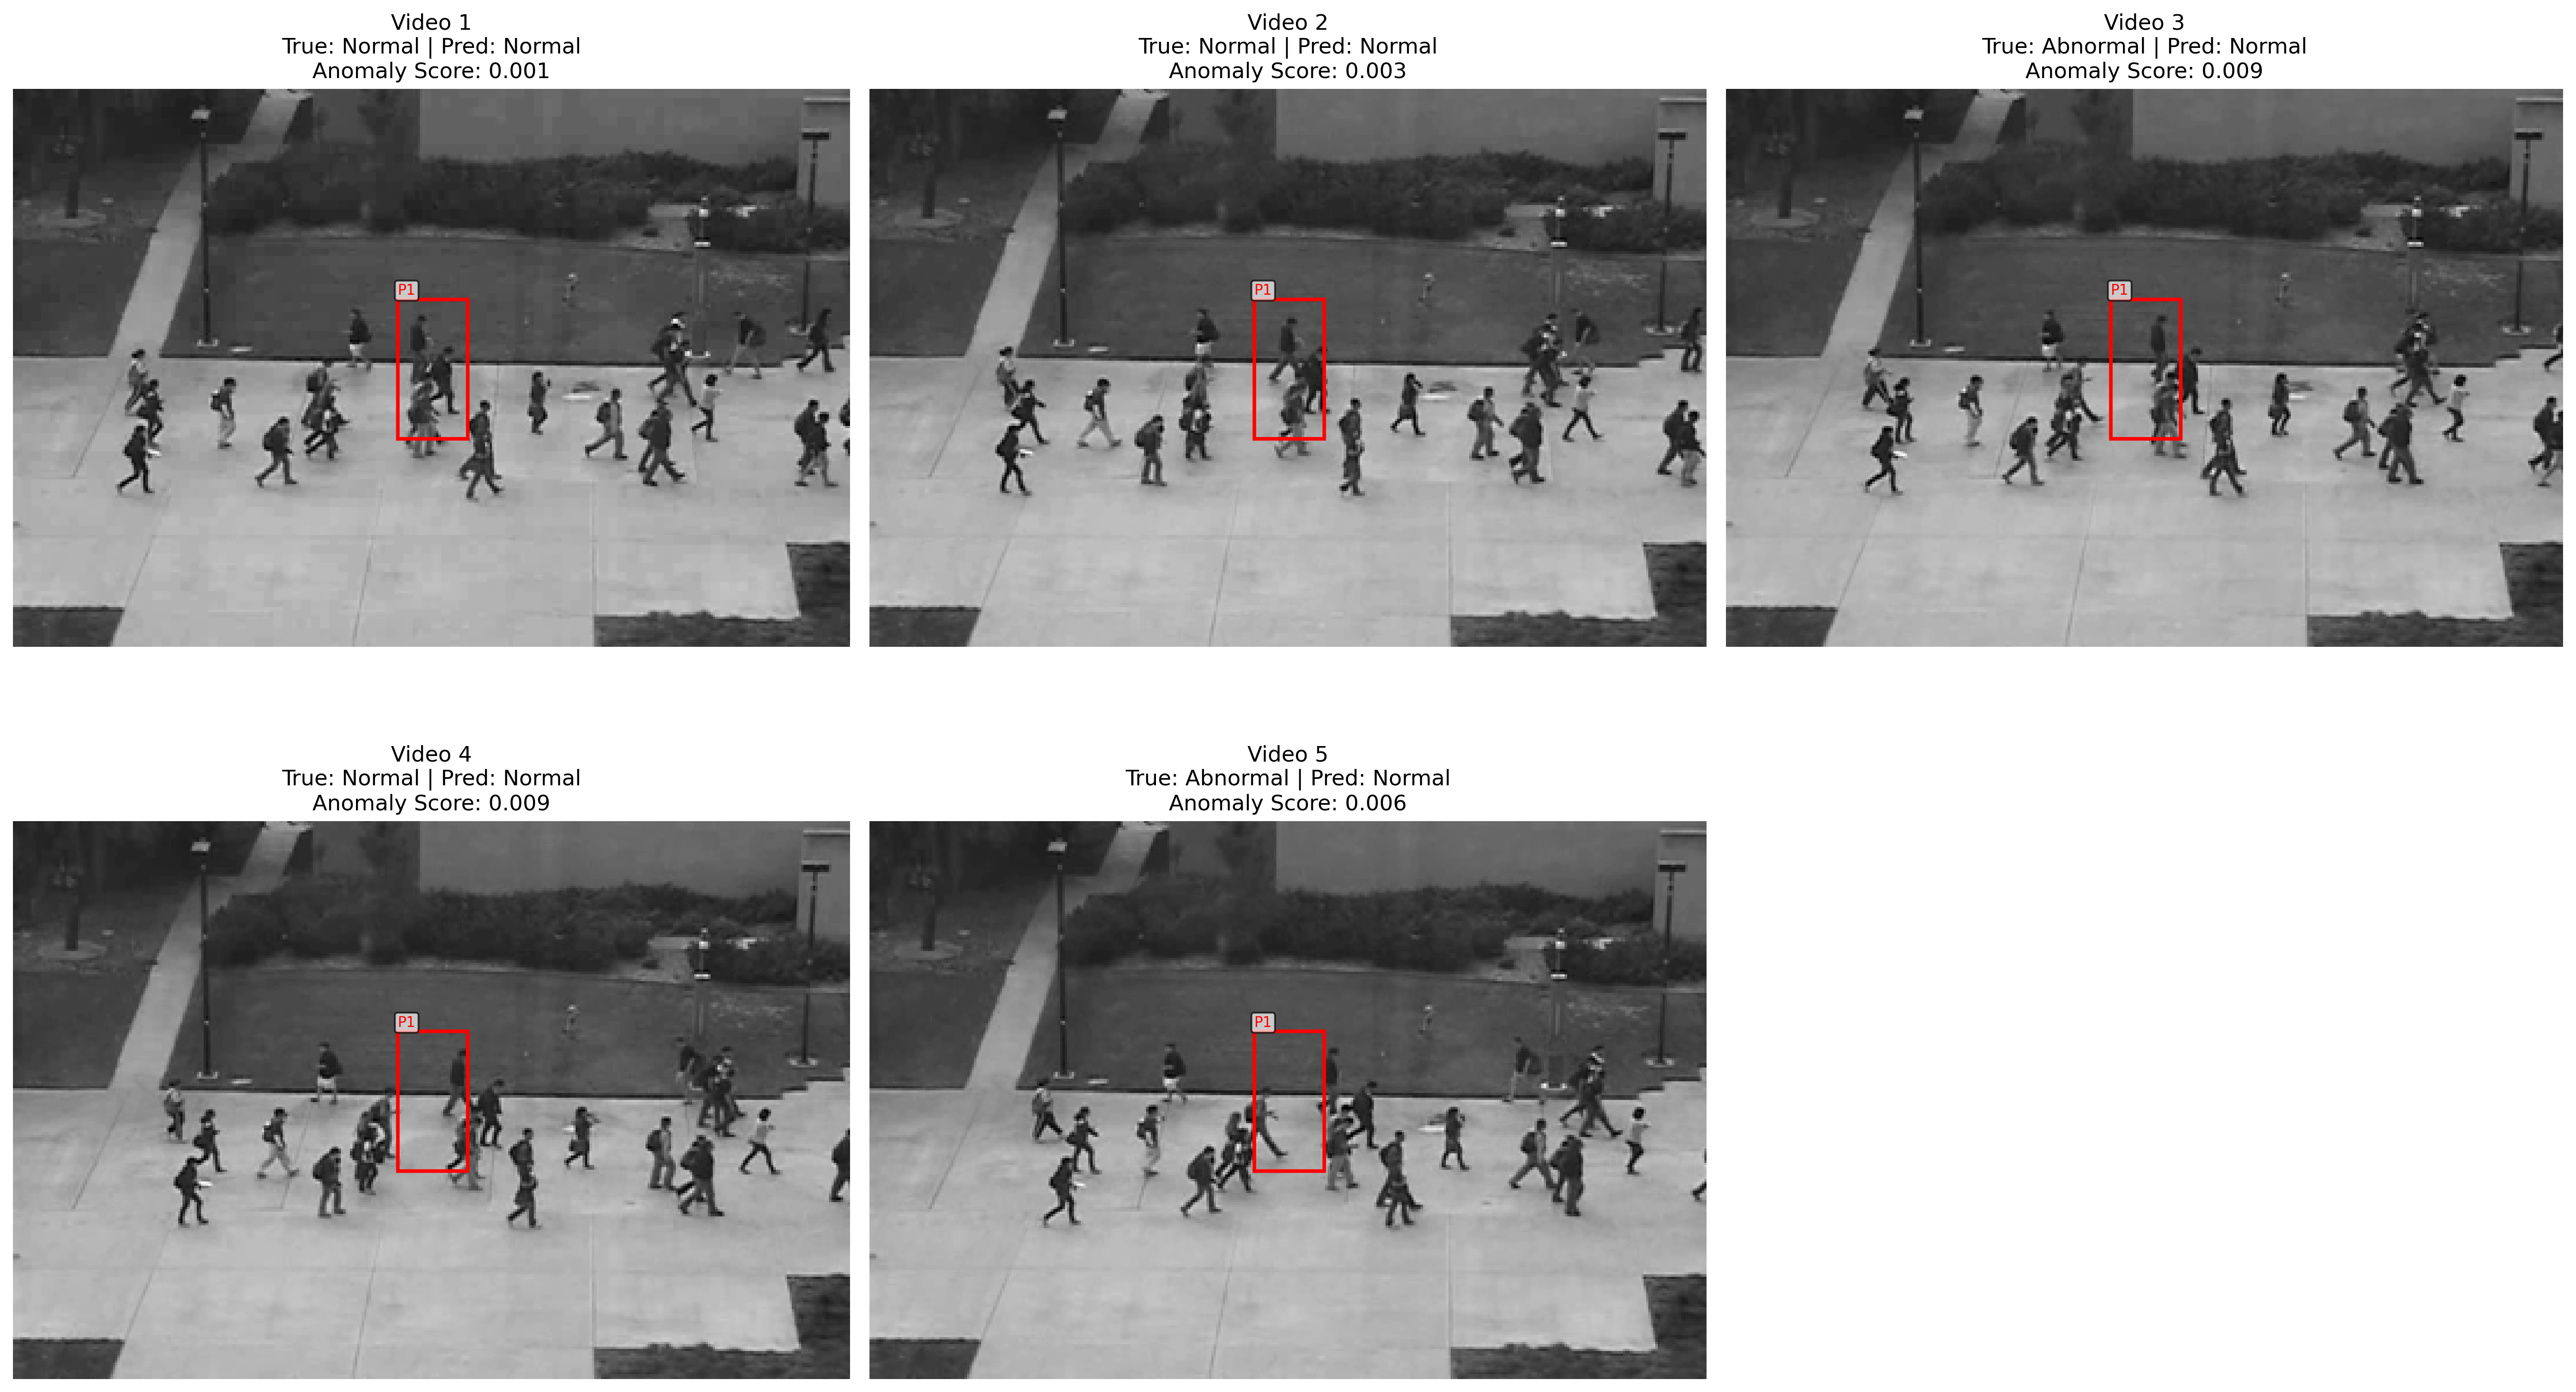 Video 1
True: Normal | Pred: Normal
Anomaly Score: 0.001
P1
Video 2
True: Normal | Pred: Normal
Anomaly Score: 0.003
P1
Video 3
True: Abnormal | Pred: Normal
Anomaly Score: 0.009
P1
Video 4
True: Normal | Pred: Normal
Anomaly Score: 0.009
P1
Video 5
True: Abnormal | Pred: Normal
Anomaly Score: 0.006
P1